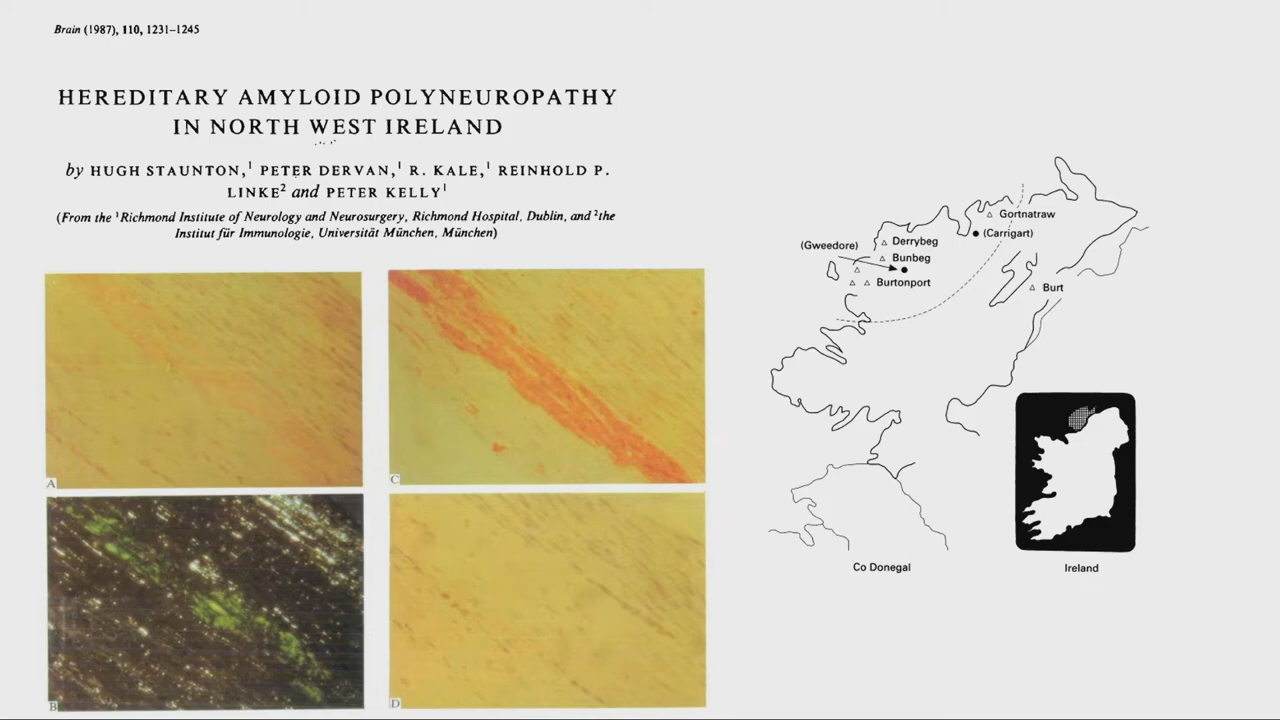 Brain (1987), 110, 1231–1245
HEREDITARY AMYLOID POLYNEUROPATHY
IN NORTH WEST IRELAND
by HUGH STAUNTON,¹ PETER DERVAN,¹ R. KALE,¹ REINHOLD P.
LINKE² and PETER KELLY¹
(From the ¹Richmond Institute of Neurology and Neurosurgery, Richmond Hospital, Dublin, and ²the
Institut für Immunologie, Universität München, München)
A
C
B
D
Gortnatraw
(Carrigart)
(Gweedore)
Derrybeg
Bunbeg
Burtonport
Burt
Co Donegal
Ireland